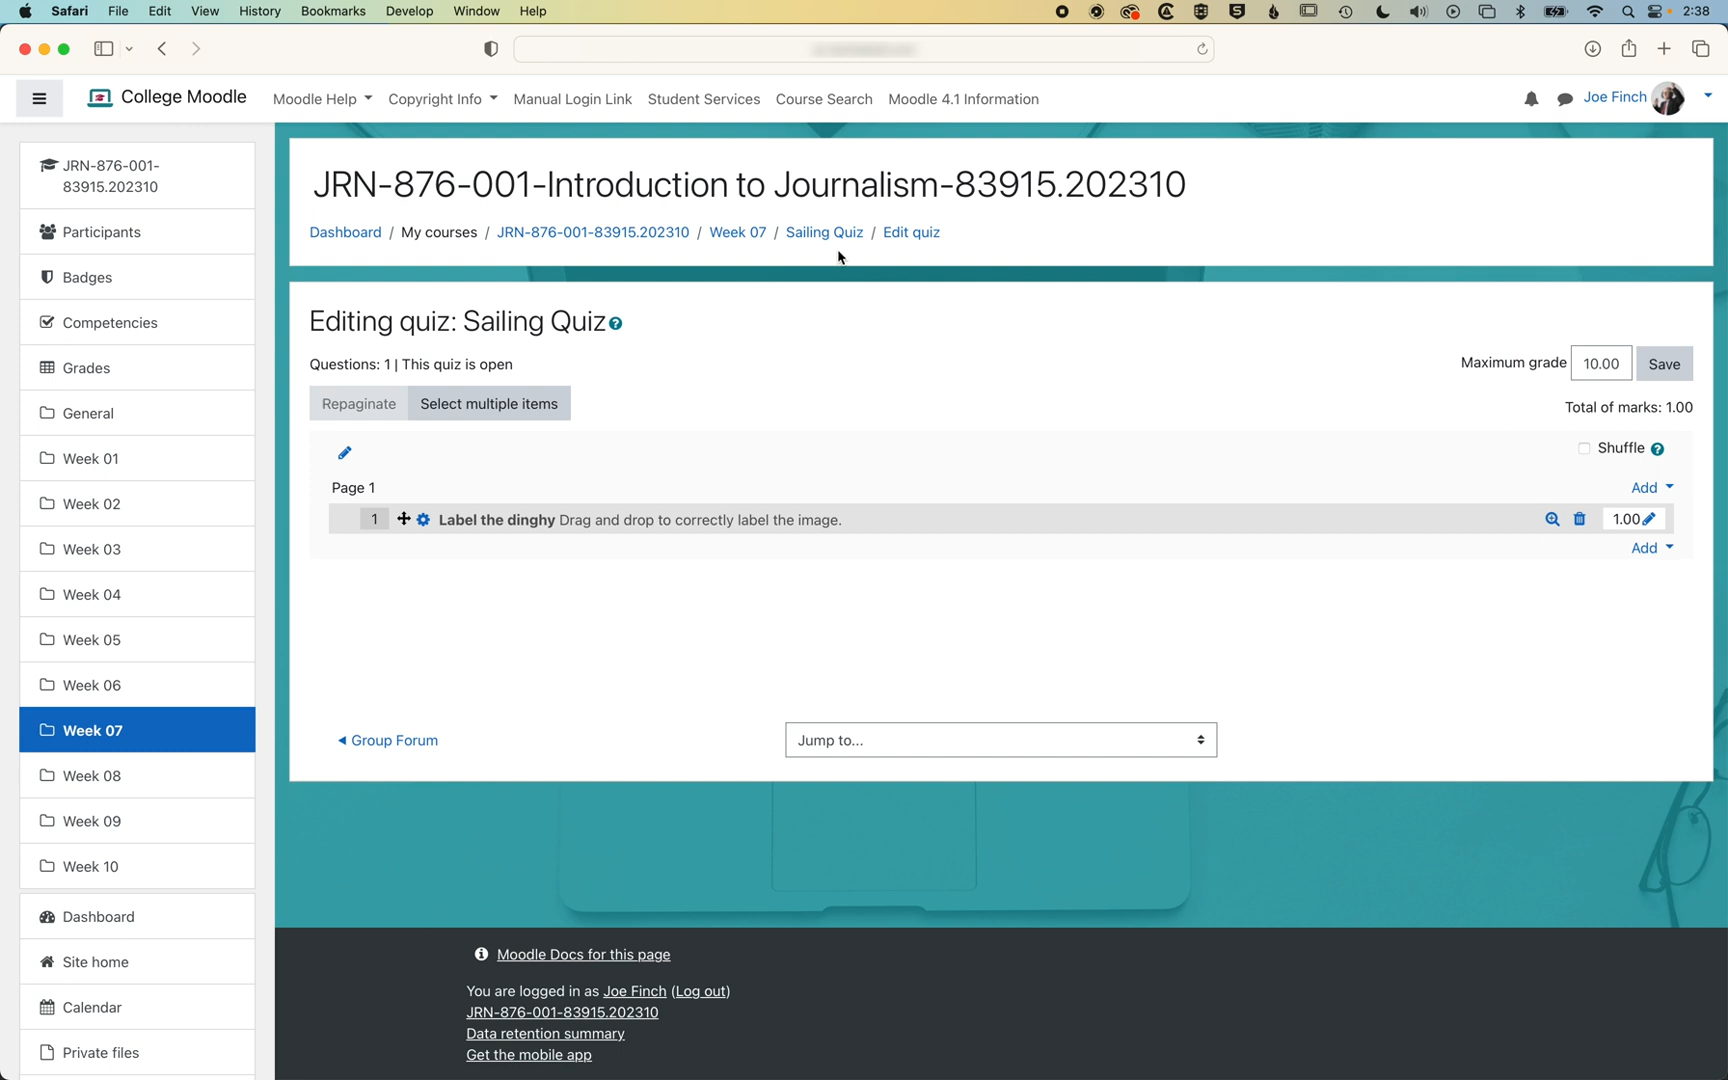 Safari File Edit View History Bookmarks Develop Window Help 2:38
College Moodle Moodle Help Copyright Info Manual Login Link Student Services Course Search Moodle 4.1 Information Joe Finch
JRN-876-001-
83915.202310
Participants
Badges
Competencies
Grades
General
Week 01
Week 02
Week 03
Week 04
Week 05
Week 06
Week 07
Week 08
Week 09
Week 10
Dashboard
Site home
Calendar
Private files
JRN-876-001-Introduction to Journalism-83915.202310
Dashboard / My courses / JRN-876-001-83915.202310 / Week 07 / Sailing Quiz / Edit quiz
Editing quiz: Sailing Quiz
Questions: 1 | This quiz is open
Maximum grade 10.00 Save
Repaginate Select multiple items
Total of marks: 1.00
Shuffle
Page 1 Add
1 Label the dinghy Drag and drop to correctly label the image. 1.00
Add
Group Forum Jump to...
Moodle Docs for this page
You are logged in as Joe Finch (Log out)
JRN-876-001-83915.202310
Data retention summary
Get the mobile app